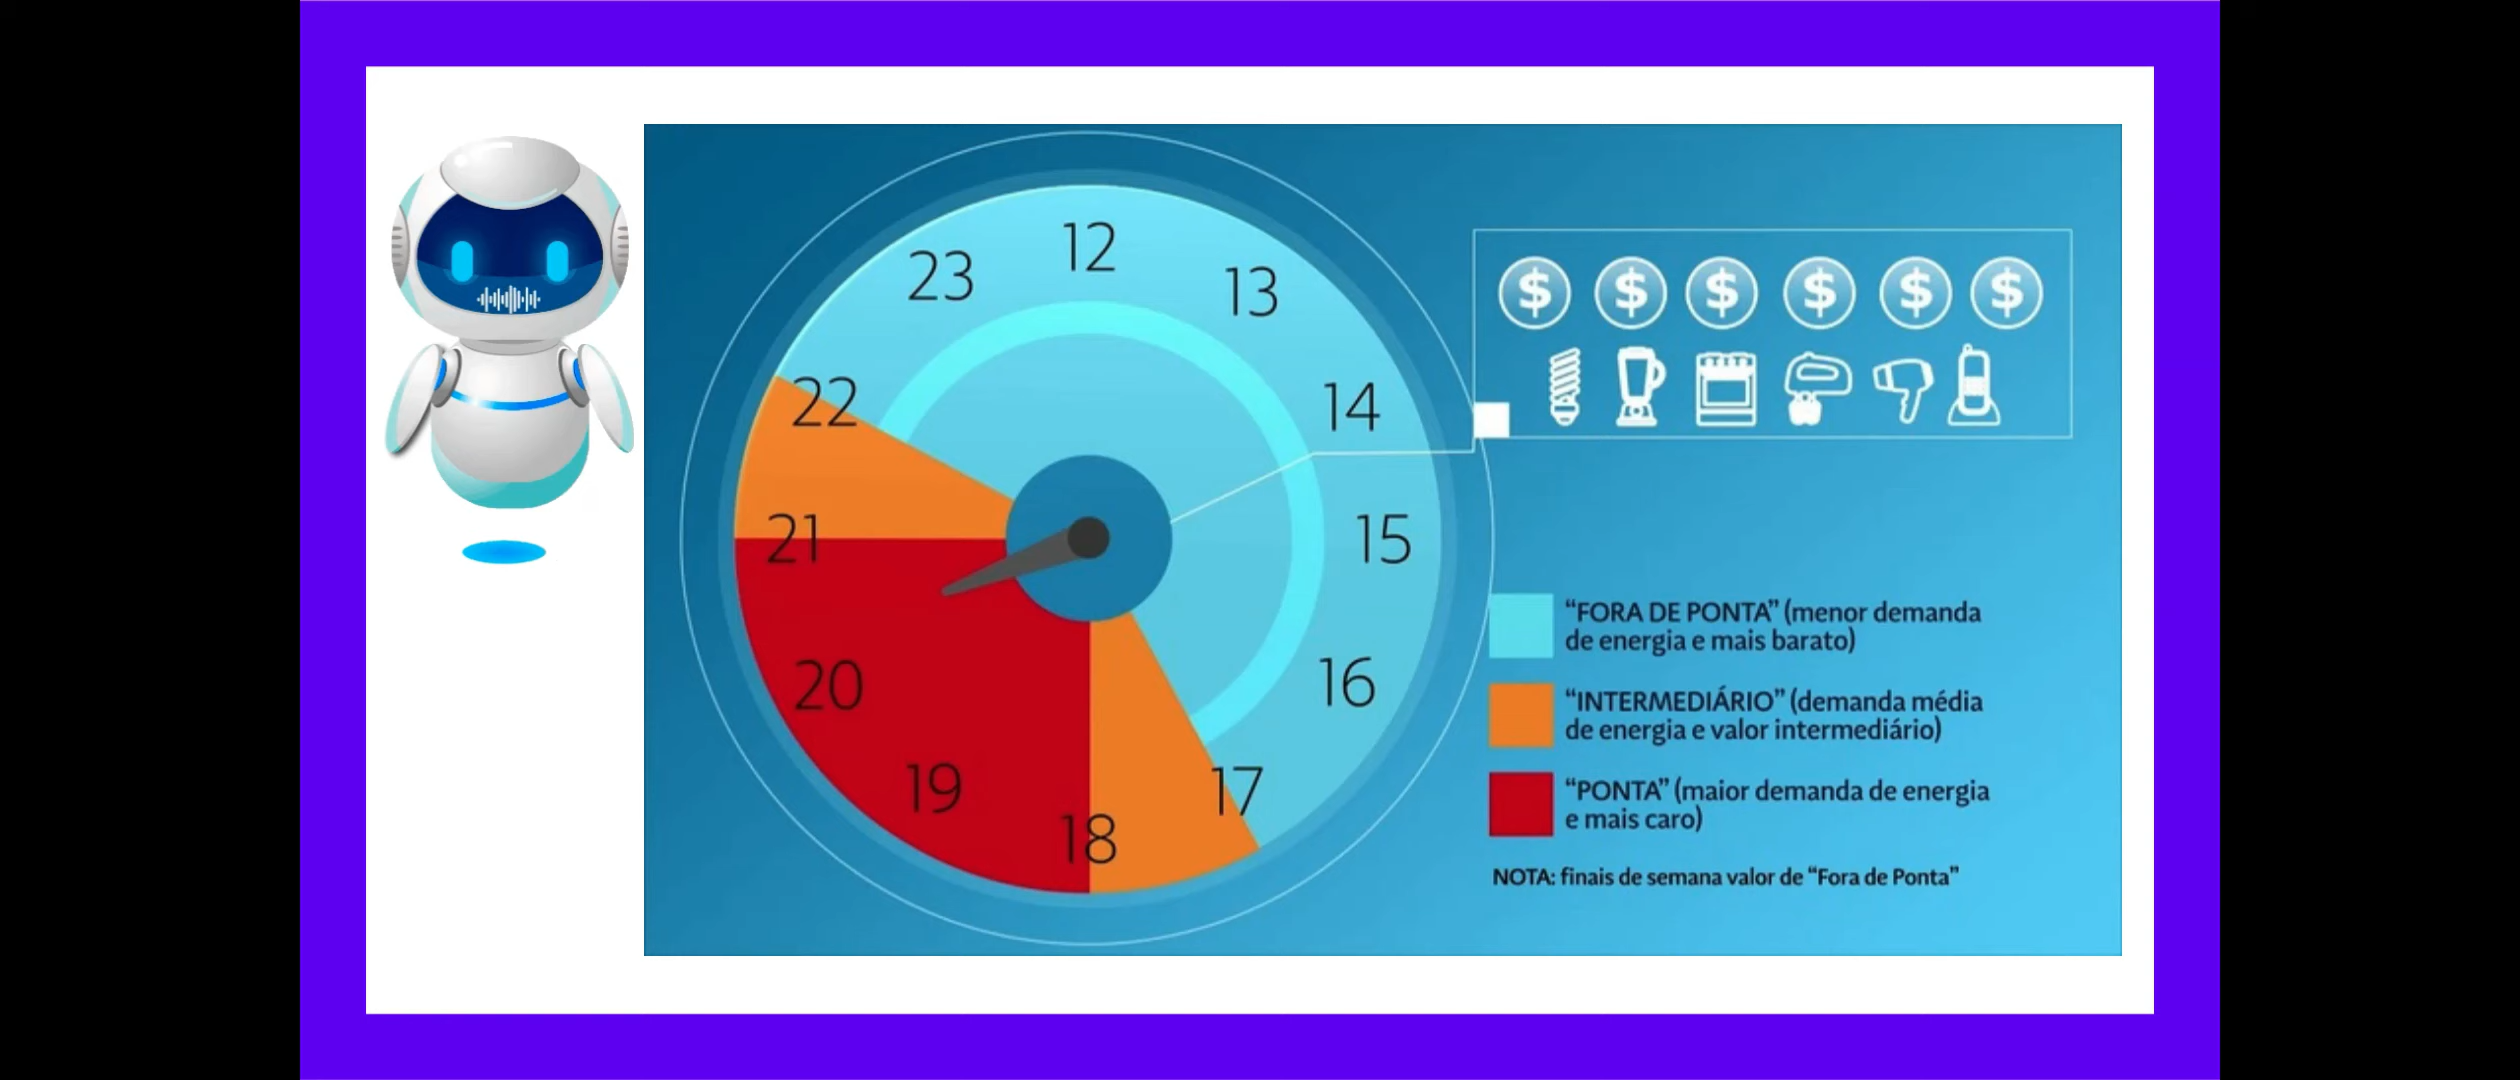 12
23
13
22
14
21
15
20
16
19
17
18
$ $ $ $ $ $
“FORA DE PONTA” (menor demanda
de energia e mais barato)
“INTERMEDIÁRIO” (demanda média
de energia e valor intermediário)
“PONTA” (maior demanda de energia
e mais caro)
NOTA: finais de semana valor de “Fora de Ponta”